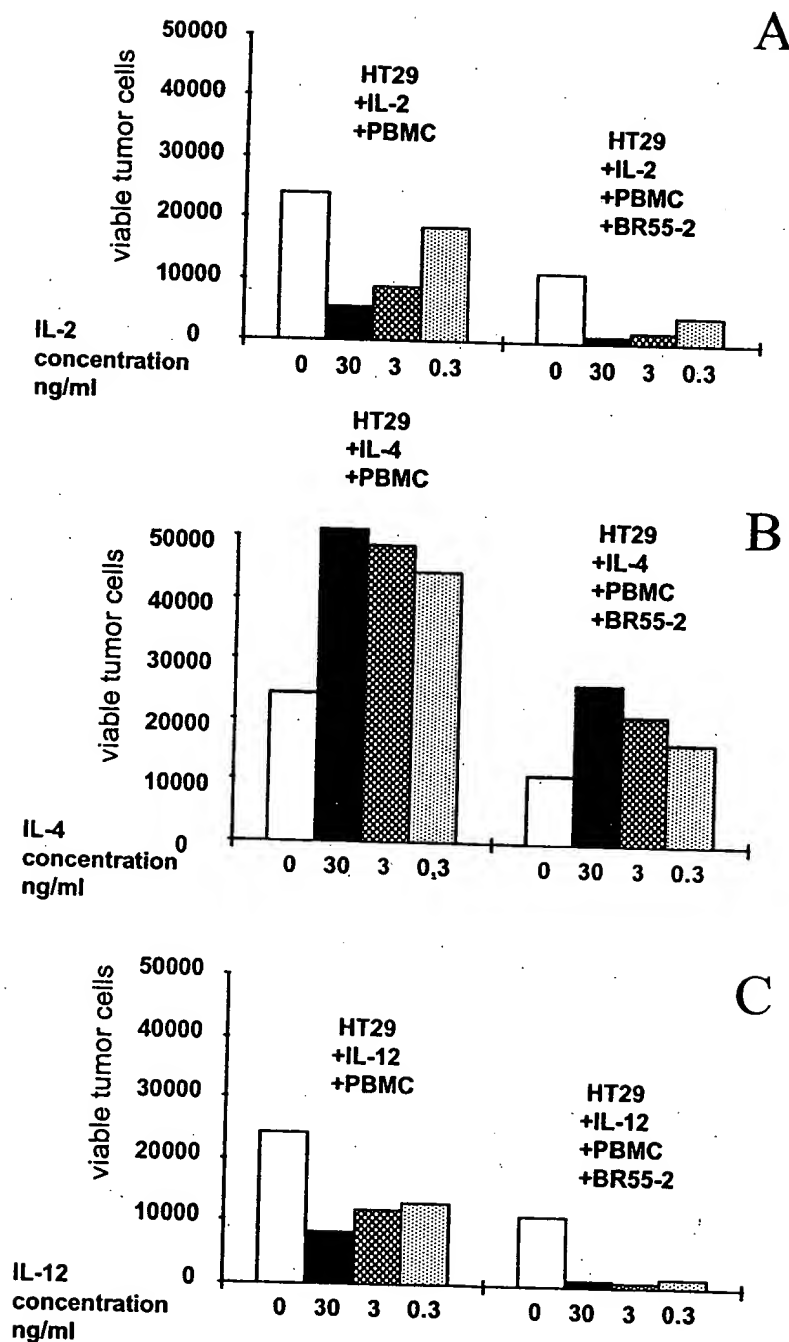 A
50000
40000
30000
20000
10000
0
viable tumor cells
HT29
+IL-2
+PBMC
HT29
+IL-2
+PBMC
+BR55-2
IL-2
concentration
ng/ml
0 30 3 0.3
0 30 3 0.3
B
HT29
+IL-4
+PBMC
HT29
+IL-4
+PBMC
+BR55-2
50000
40000
30000
20000
10000
0
viable tumor cells
IL-4
concentration
ng/ml
0 30 3 0.3
0 30 3 0.3
C
50000
40000
30000
20000
10000
0
viable tumor cells
HT29
+IL-12
+PBMC
HT29
+IL-12
+PBMC
+BR55-2
IL-12
concentration
ng/ml
0 30 3 0.3
0 30 3 0.3